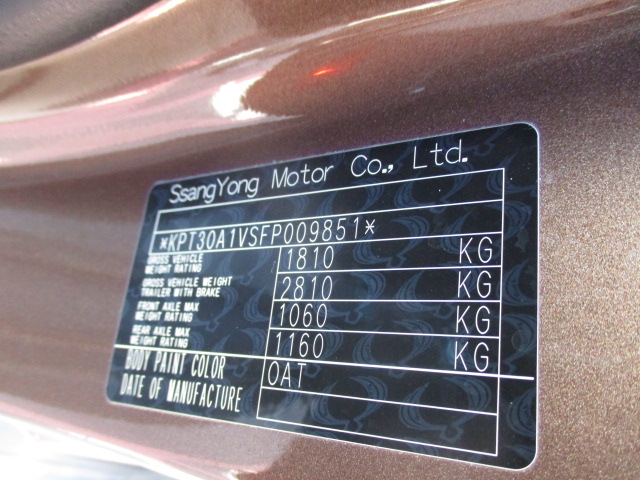 SsangYong Motor Co., Ltd.
*KPT30A1VSFP009851*
GROSS VEHICLE WEIGHT RATING 1810 KG
GROSS VEHICLE WEIGHT TRAILER WITH BRAKE 2810 KG
FRONT AXLE MAX WEIGHT RATING 1060 KG
REAR AXLE MAX WEIGHT RATING 1160 KG
BODY PAINT COLOR OAT
DATE OF MANUFACTURE